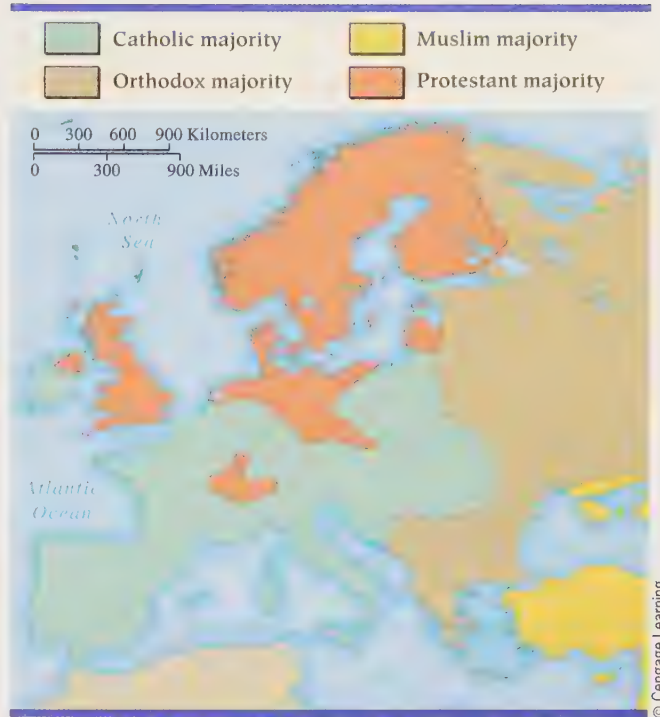 Catholic majority
Muslim majority
Orthodox majority
Protestant majority
0 300 600 900 Kilometers
0 300 900 Miles
North
Sea
Atlantic
Ocean
© Cengage Learning